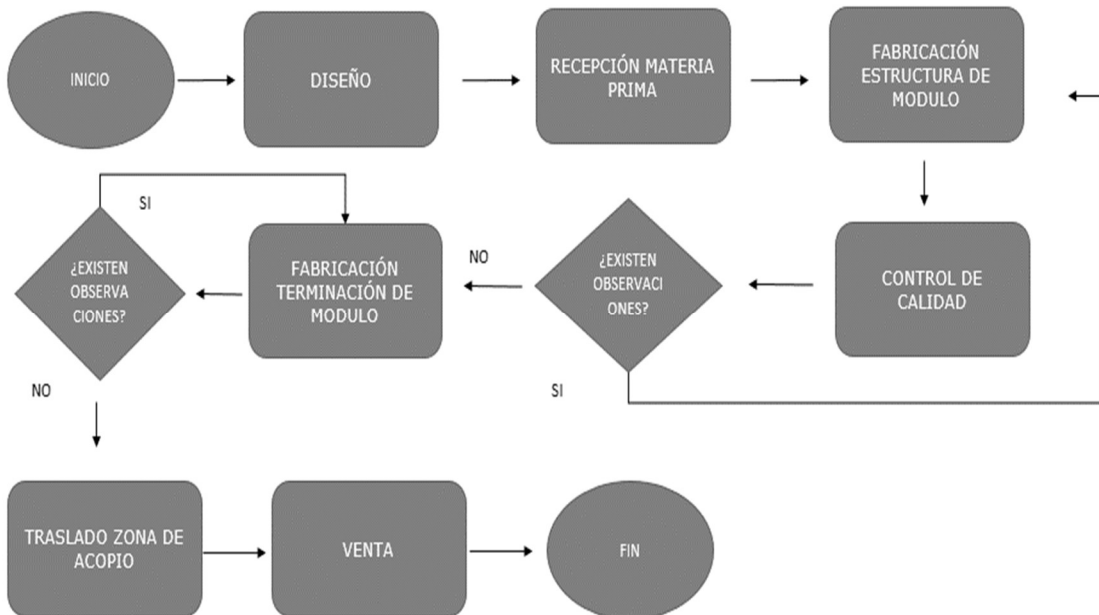 INICIO
DISEÑO
RECEPCIÓN MATERIA
PRIMA
FABRICACIÓN
ESTRUCTURA DE
MODULO
SI
¿EXISTEN
OBSERVA
CIONES?
FABRICACIÓN
TERMINACIÓN DE
MODULO
NO
¿EXISTEN
OBSERVACI
ONES?
CONTROL DE
CALIDAD
NO
SI
TRASLADO ZONA DE
ACOPIO
VENTA
FIN